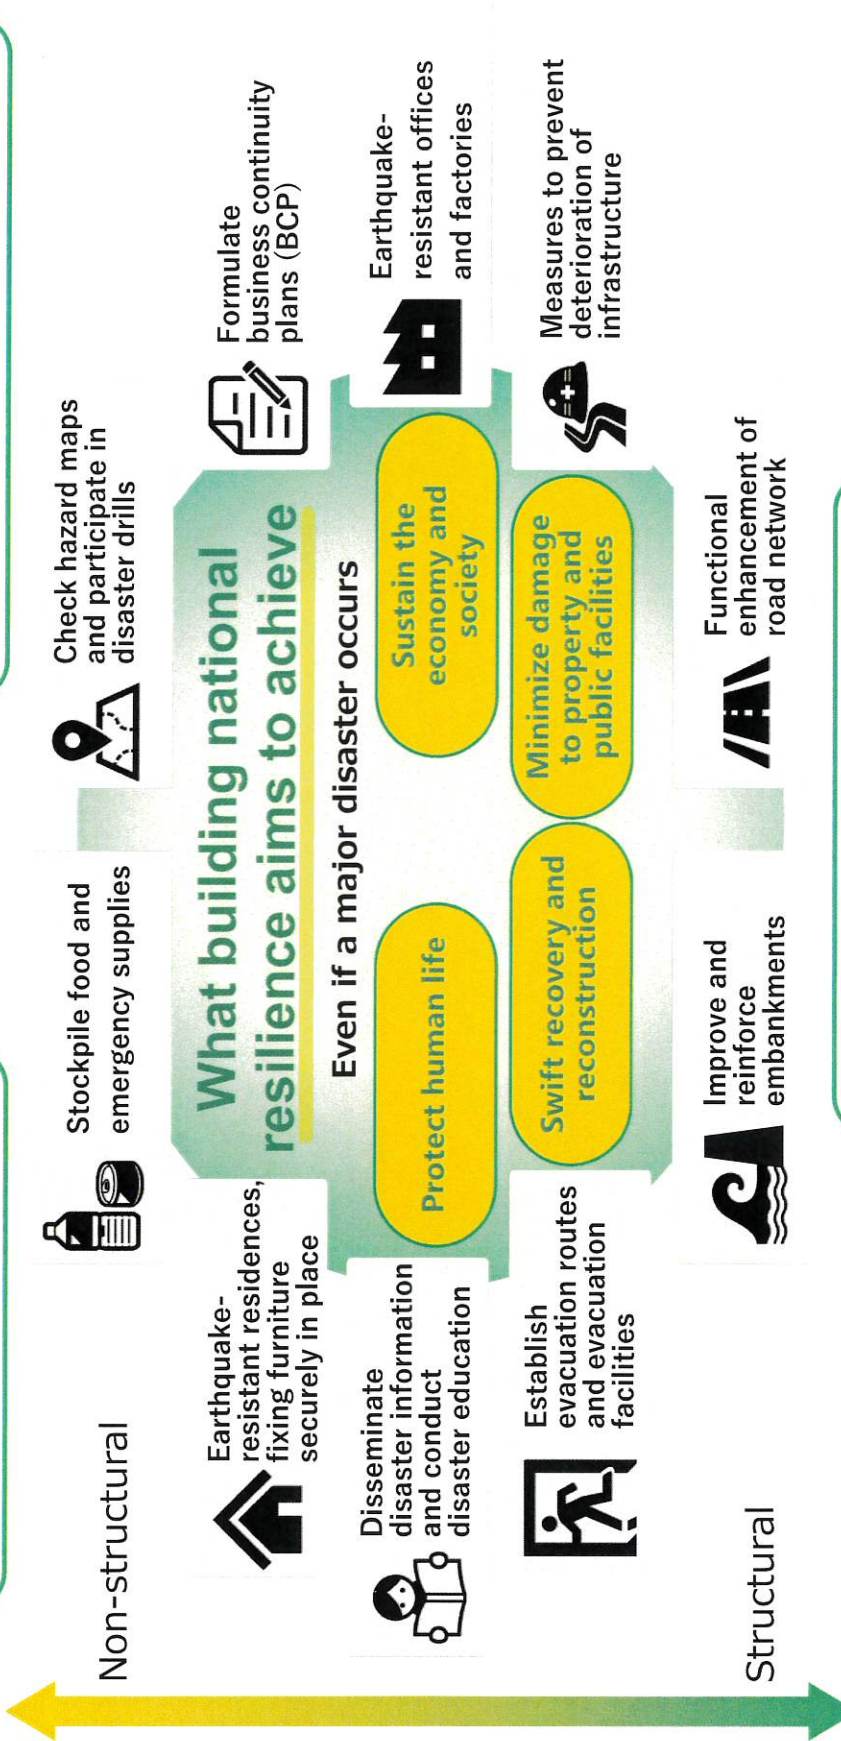 Non-structural
Stockpile food and
emergency supplies
Check hazard maps
and participate in
disaster drills
Earthquake-
resistant residences,
fixing furniture
securely in place
What building national
resilience aims to achieve
Formulate
business continuity
plans (BCP)
Even if a major disaster occurs
Disseminate
disaster information
and conduct
disaster education
Protect human life
Sustain the
economy and
society
Earthquake-
resistant offices
and factories
Establish
evacuation routes
and evacuation
facilities
Swift recovery and
reconstruction
Minimize damage
to property and
public facilities
Measures to prevent
deterioration of
infrastructure
Structural
Improve and
reinforce
embankments
Functional
enhancement of
road network